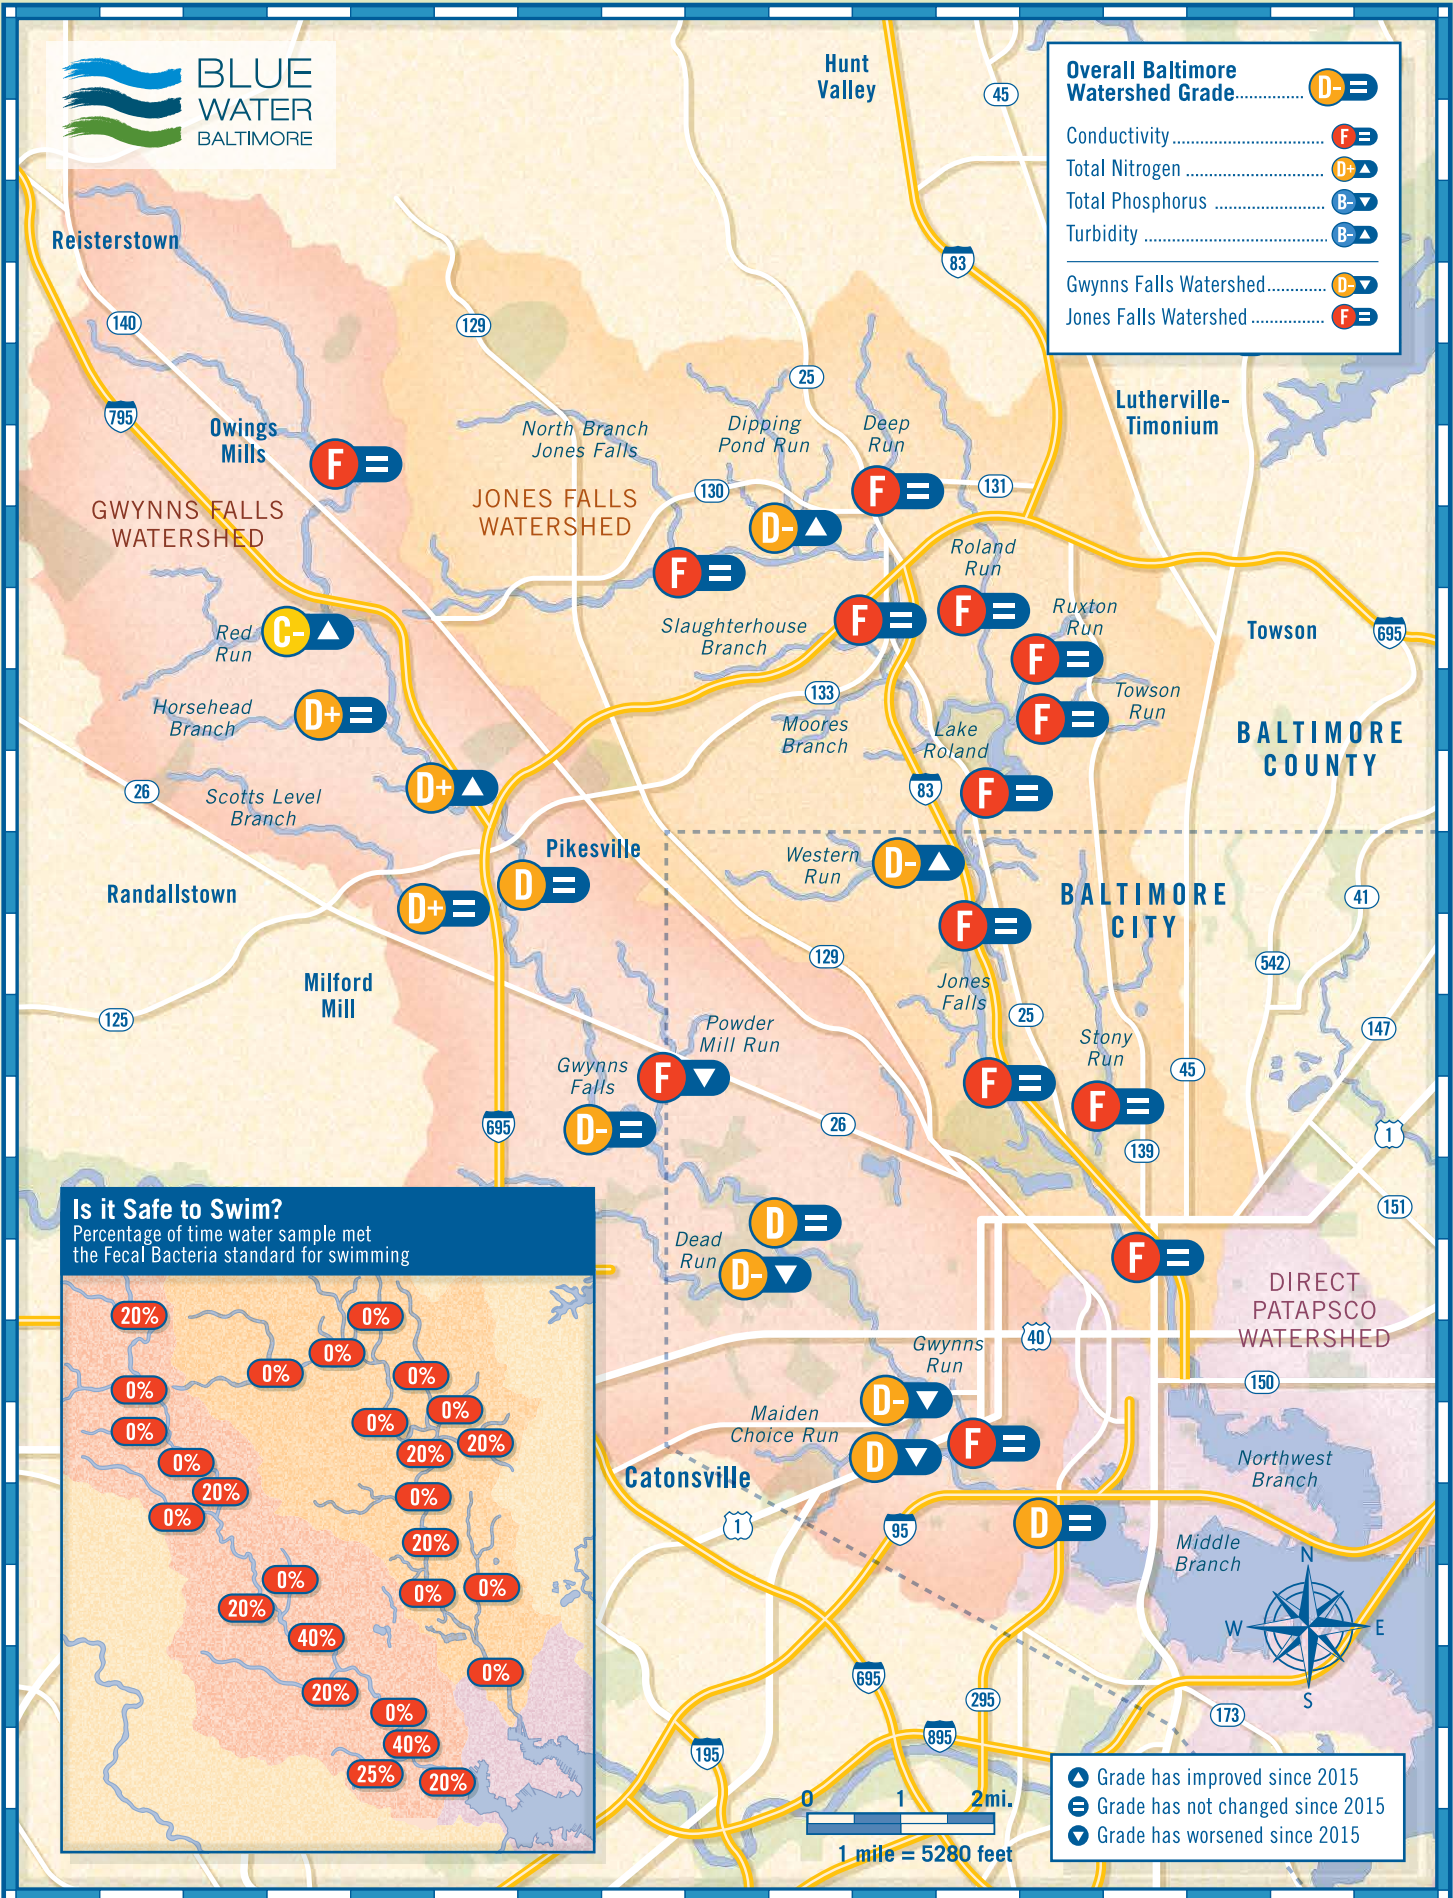 BLUE
WATER
BALTIMORE
Hunt
Valley
45
Overall Baltimore
Watershed Grade.............. D- =
Conductivity................................. F =
Total Nitrogen .............................. D+ ▲
Total Phosphorus ........................ B- ▼
Turbidity ........................................ B- ▲
Gwynns Falls Watershed............. D- ▼
Jones Falls Watershed ................ F =
Reisterstown
83
140
129
25
795
Lutherville-
Timonium
Owings
Mills
F =
North Branch
Jones Falls
Dipping
Pond Run
Deep
Run
GWYNNS FALLS
WATERSHED
JONES FALLS
WATERSHED
130
F =
131
D- ▲
F =
Roland
Run
F =
Red
Run
C- ▲
Slaughterhouse
Branch
F =
Ruxton
Run
F =
Towson
695
Horsehead
Branch
D+ =
133
Moores
Branch
Lake
Roland
F =
Towson
Run
BALTIMORE
COUNTY
26
Scotts Level
Branch
D+ ▲
83
F =
Pikesville
D =
Western
Run
D- ▲
Randallstown
D+ =
BALTIMORE
CITY
41
F =
129
542
Milford
Mill
Jones
Falls
125
25
147
Powder
Mill Run
Stony
Run
Gwynns
Falls
F ▼
F =
45
F =
D- =
695
26
139
1
151
Is it Safe to Swim?
Percentage of time water sample met
the Fecal Bacteria standard for swimming
Dead
Run
D =
D- ▼
F =
DIRECT
PATAPSCO
WATERSHED
20%
0%
0%
0%
0%
0%
0%
0%
0%
20%
20%
0%
20%
0%
0%
20%
0%
0%
0%
20%
40%
0%
20%
0%
40%
25%
20%
40
Gwynns
Run
D- ▼
150
Maiden
Choice Run
D ▼
F =
Catonsville
Northwest
Branch
1
95
D =
Middle
Branch
N
W
E
S
695
295
173
195
895
0 1 2mi.
1 mile = 5280 feet
▲ Grade has improved since 2015
= Grade has not changed since 2015
▼ Grade has worsened since 2015